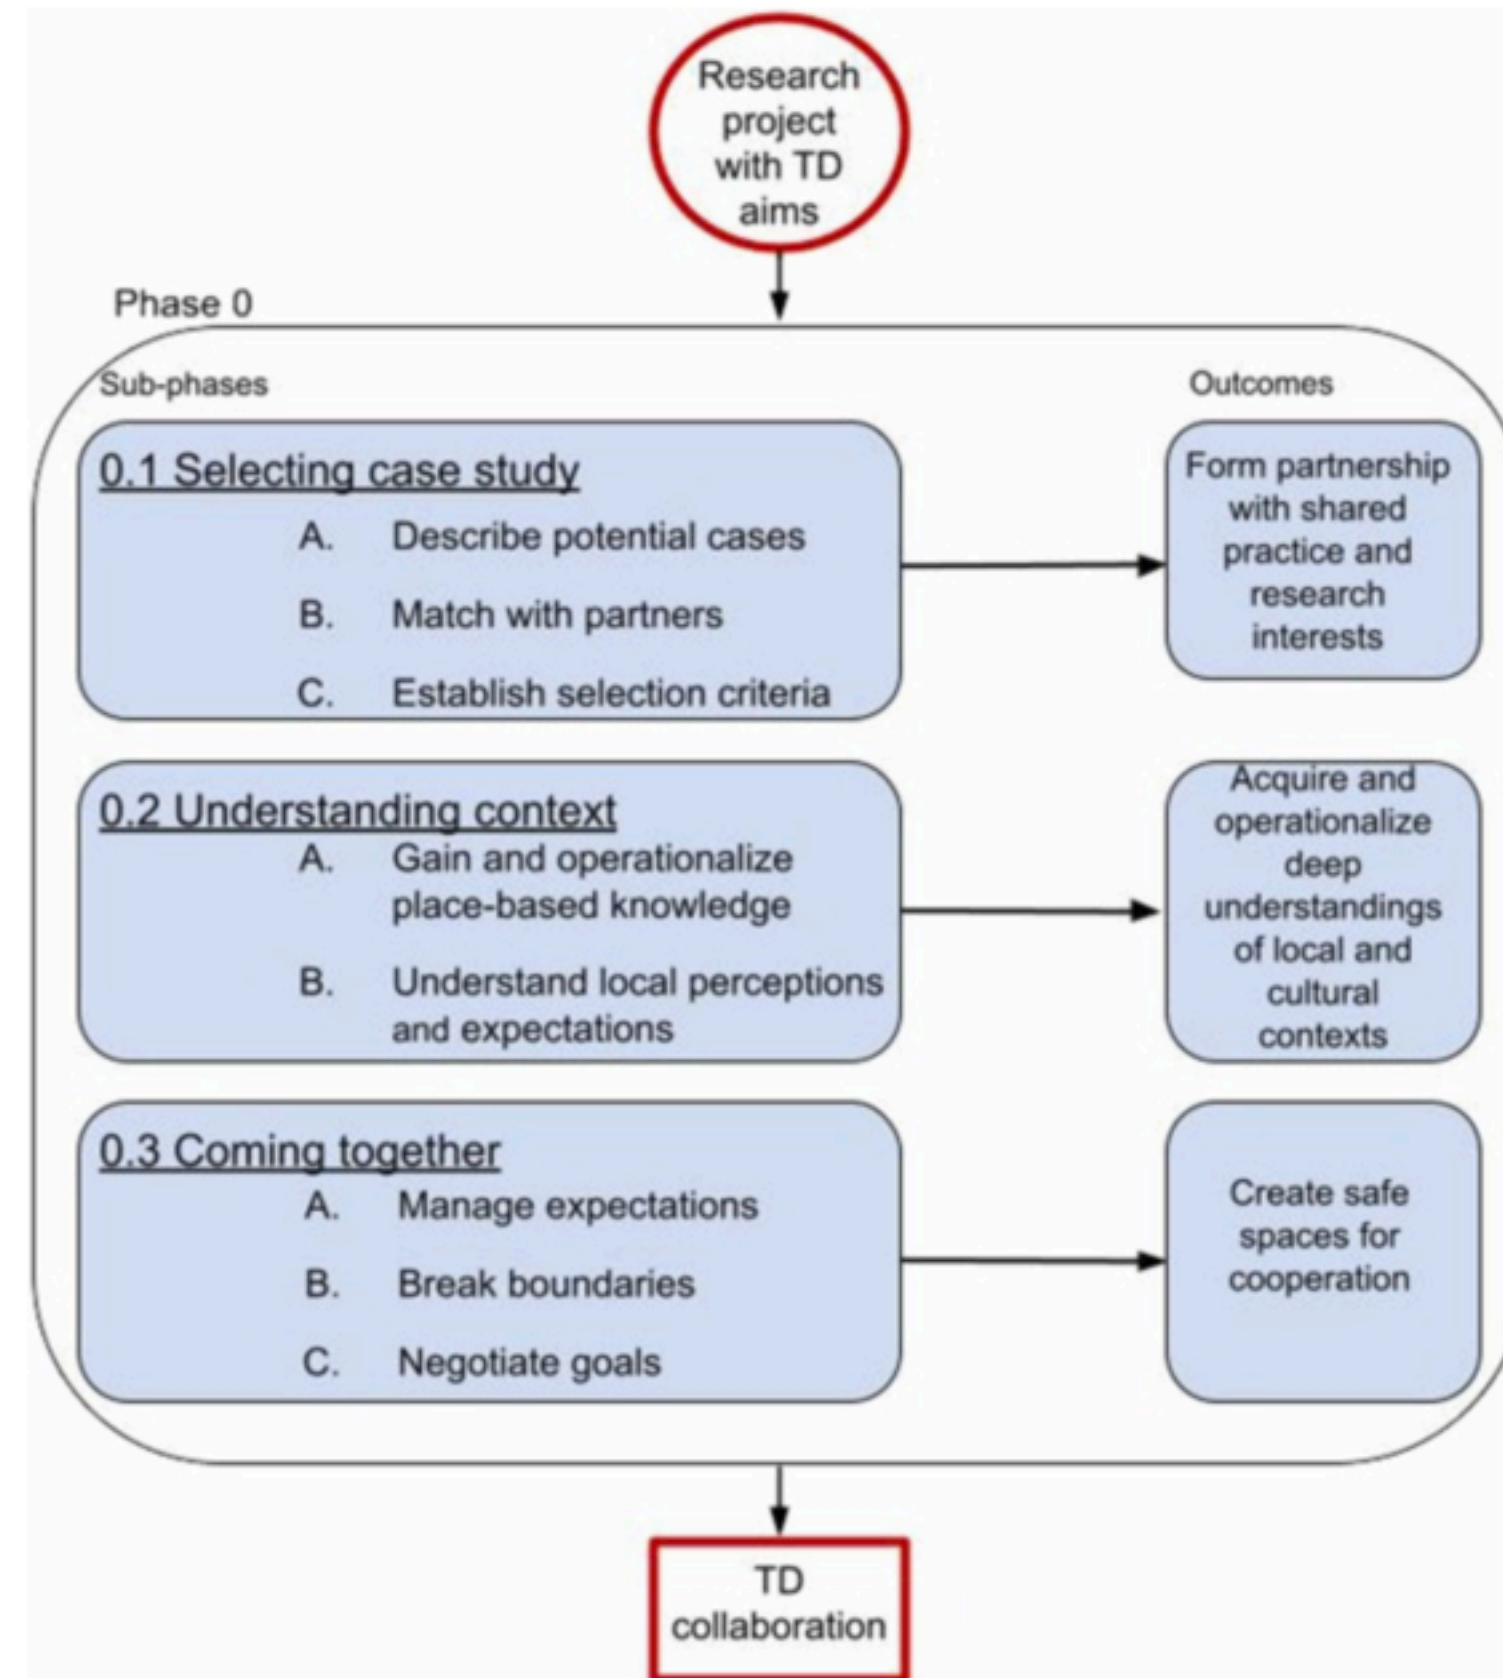 Research
project
with TD
aims
Phase 0
Sub-phases
Outcomes
0.1 Selecting case study
A. Describe potential cases
B. Match with partners
C. Establish selection criteria
Form partnership
with shared
practice and
research
interests
0.2 Understanding context
A. Gain and operationalize
place-based knowledge
B. Understand local perceptions
and expectations
Acquire and
operationalize
deep
understandings
of local and
cultural
contexts
0.3 Coming together
A. Manage expectations
B. Break boundaries
C. Negotiate goals
Create safe
spaces for
cooperation
TD
collaboration